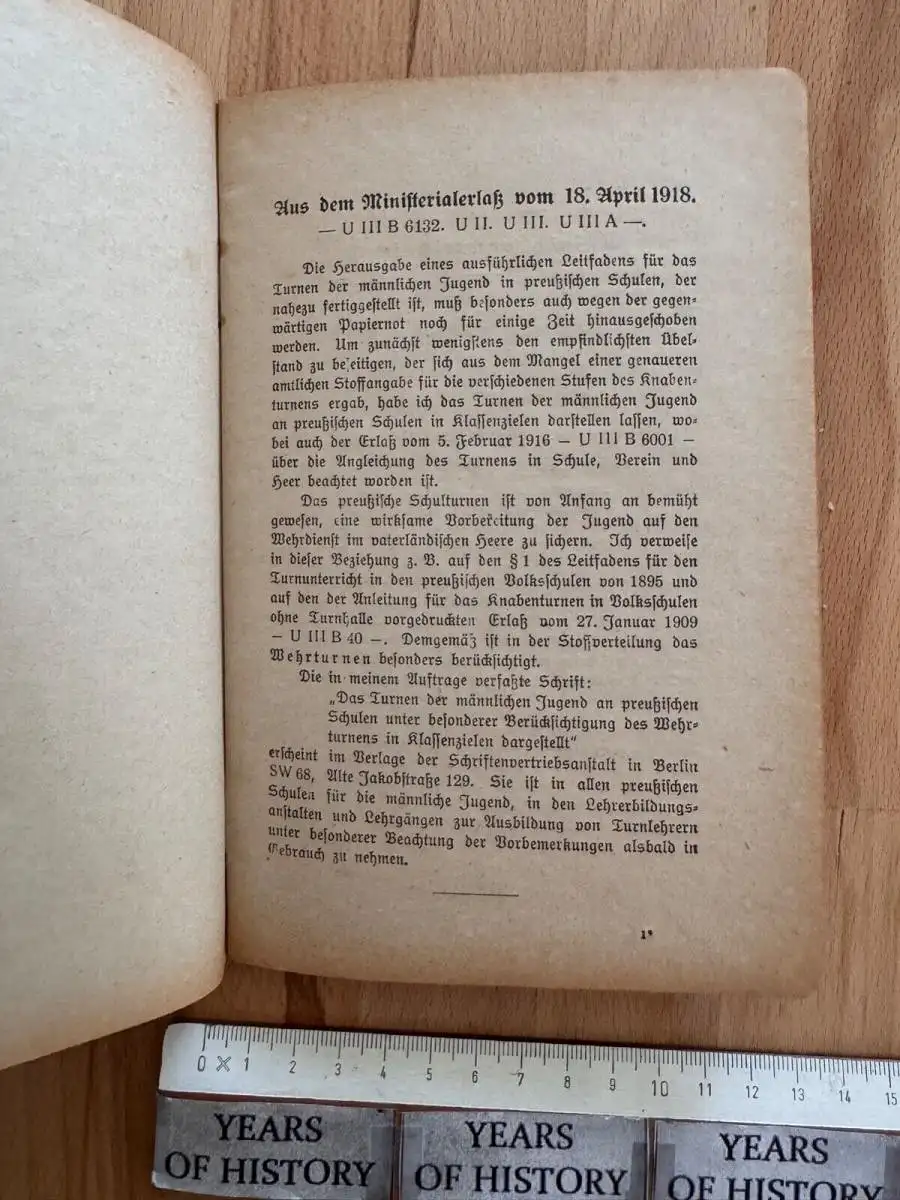 Aus dem Ministerialerlaß vom 18. April 1918.
— U III B 6132. U II. U III. U III A —.
Die Herausgabe eines ausführlichen Leitfadens für das
Turnen der männlichen Jugend in preußischen Schulen, der
nahezu fertiggestellt ist, muß besonders auch wegen der gegen-
wärtigen Papiernot noch für einige Zeit hinausgeschoben
werden. Um zunächst wenigstens den empfindlichsten Übel-
stand zu beseitigen, der sich aus dem Mangel einer genaueren
amtlichen Stoffangabe für die verschiedenen Stufen des Knaben-
turnens ergab, habe ich das Turnen der männlichen Jugend
an preußischen Schulen in Klassenzielen darstellen lassen, wo-
bei auch der Erlaß vom 5. Februar 1916 — U III B 6001 —
über die Angleichung des Turnens in Schule, Verein und
Heer beachtet worden ist.
Das preußische Schulturnen ist von Anfang an bemüht
gewesen, eine wirksame Vorbereitung der Jugend auf den
Wehrdienst im vaterländischen Heere zu sichern. Ich verweise
in dieser Beziehung z. B. auf den § 1 des Leitfadens für den
Turnunterricht in den preußischen Volksschulen von 1895 und
auf den der Anleitung für das Knabenturnen in Volksschulen
ohne Turnhalle vorgedruckten Erlaß vom 27. Januar 1909
— U III B 40 —. Demgemäß ist in der Stoffverteilung das
Wehrturnen besonders berücksichtigt.
Die in meinem Auftrage verfaßte Schrift:
„Das Turnen der männlichen Jugend an preußischen
Schulen unter besonderer Berücksichtigung des Wehr-
turnens in Klassenzielen dargestellt"
erscheint im Verlage der Schriftenvertriebsanstalt in Berlin
SW 68, Alte Jakobstraße 129. Sie ist in allen preußischen
Schulen für die männliche Jugend, in den Lehrerbildungs-
anstalten und Lehrgängen zur Ausbildung von Turnlehrern
unter besonderer Beachtung der Vorbemerkungen alsbald in
Gebrauch zu nehmen.
1*
0 1 2 3 4 5 6 7 8 9 10 11 12 13 14 15
YEARS OF HISTORY
YEARS OF HISTORY
YEARS OF HISTORY